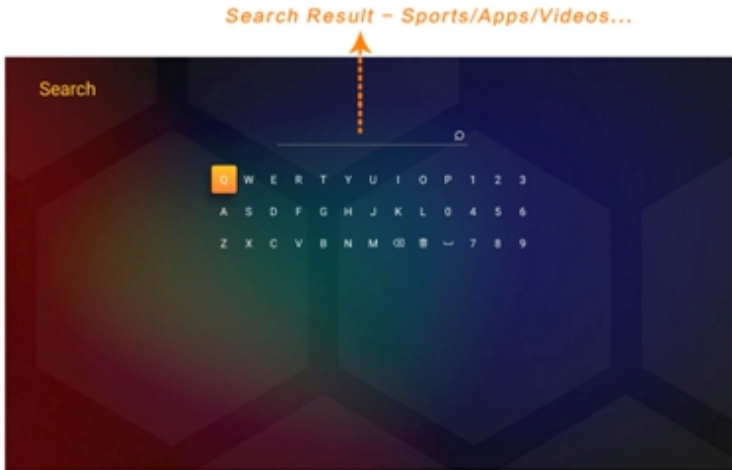 Search Result – Sports/Apps/Videos...
Search
Q W E R T Y U I O P 1 2 3
A S D F G H J K L 0 4 5 6
Z X C V B N M 7 8 9